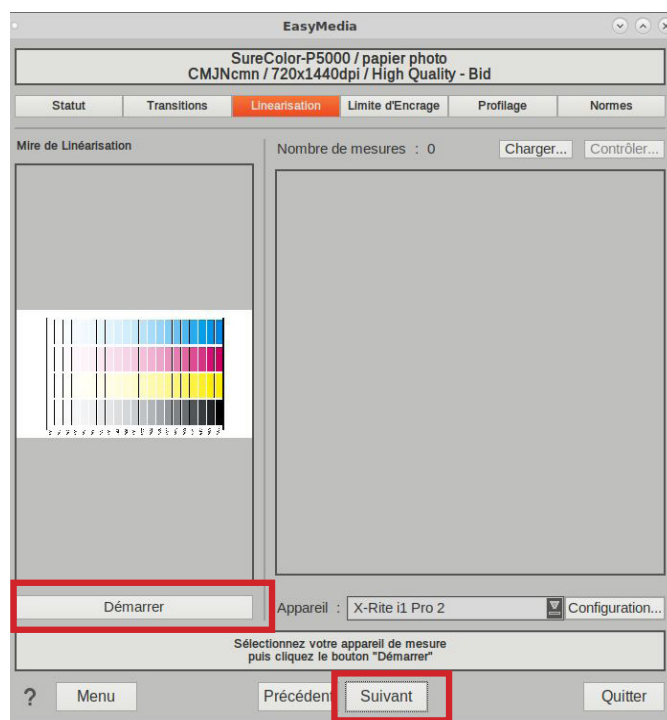 EasyMedia
SureColor-P5000 / papier photo
CMJNcmn / 720x1440dpi / High Quality - Bid
Statut
Transitions
Linearisation
Limite d'Encrage
Profilage
Normes
Mire de Linéarisation
Nombre de mesures : 0
Charger...
Contrôler...
Démarrer
Appareil : X-Rite i1 Pro 2
Configuration...
Sélectionnez votre appareil de mesure
puis cliquez le bouton "Démarrer"
? Menu
Précédent
Suivant
Quitter